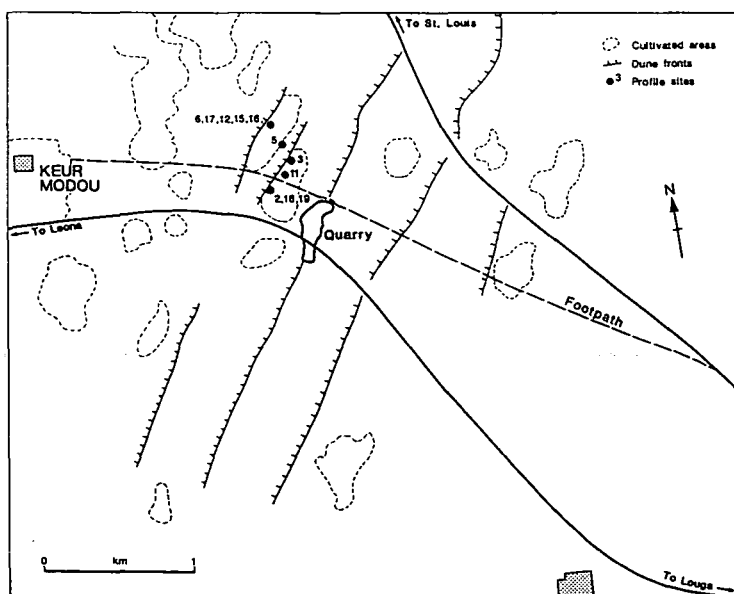 To St. Louis
Cultivated areas
Dune fronts
3 Profile sites
6,17,12,15,16
5
3
11
2,18,19
KEUR
MODOU
N
To Leona
Quarry
Footpath
0 km 1
To Louga